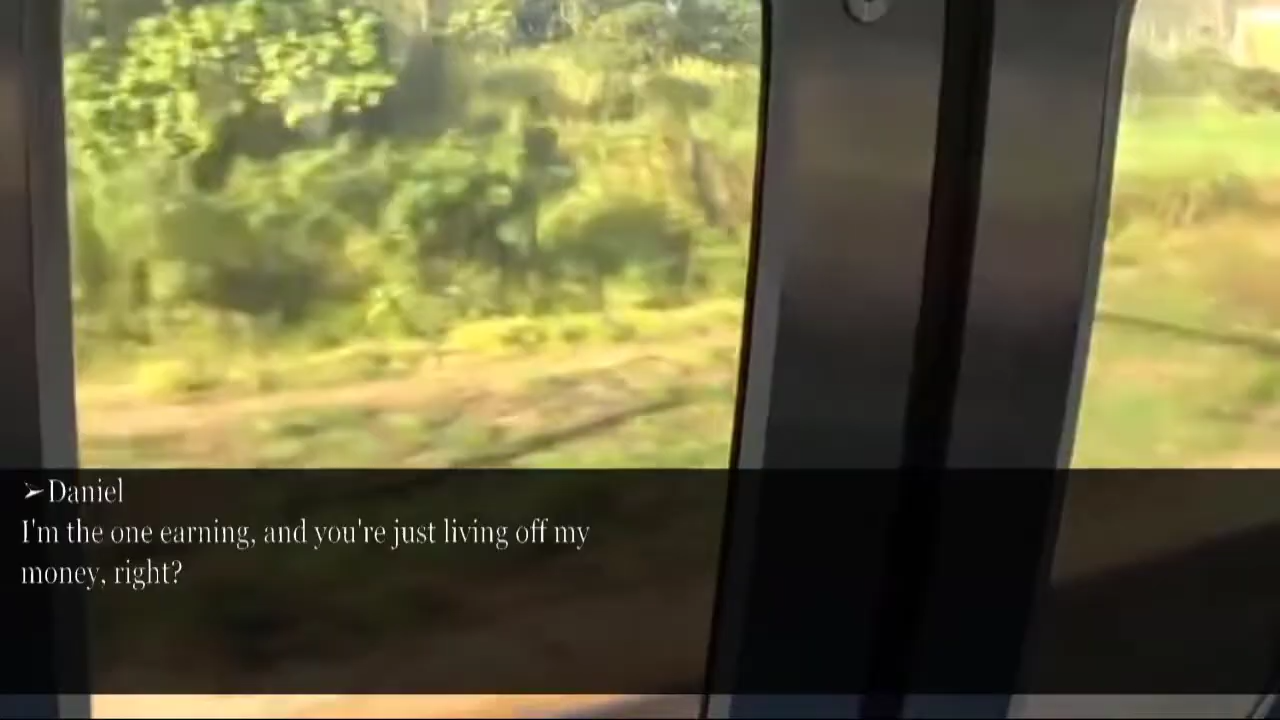 ➢Daniel
I'm the one earning, and you're just living off my
money, right?